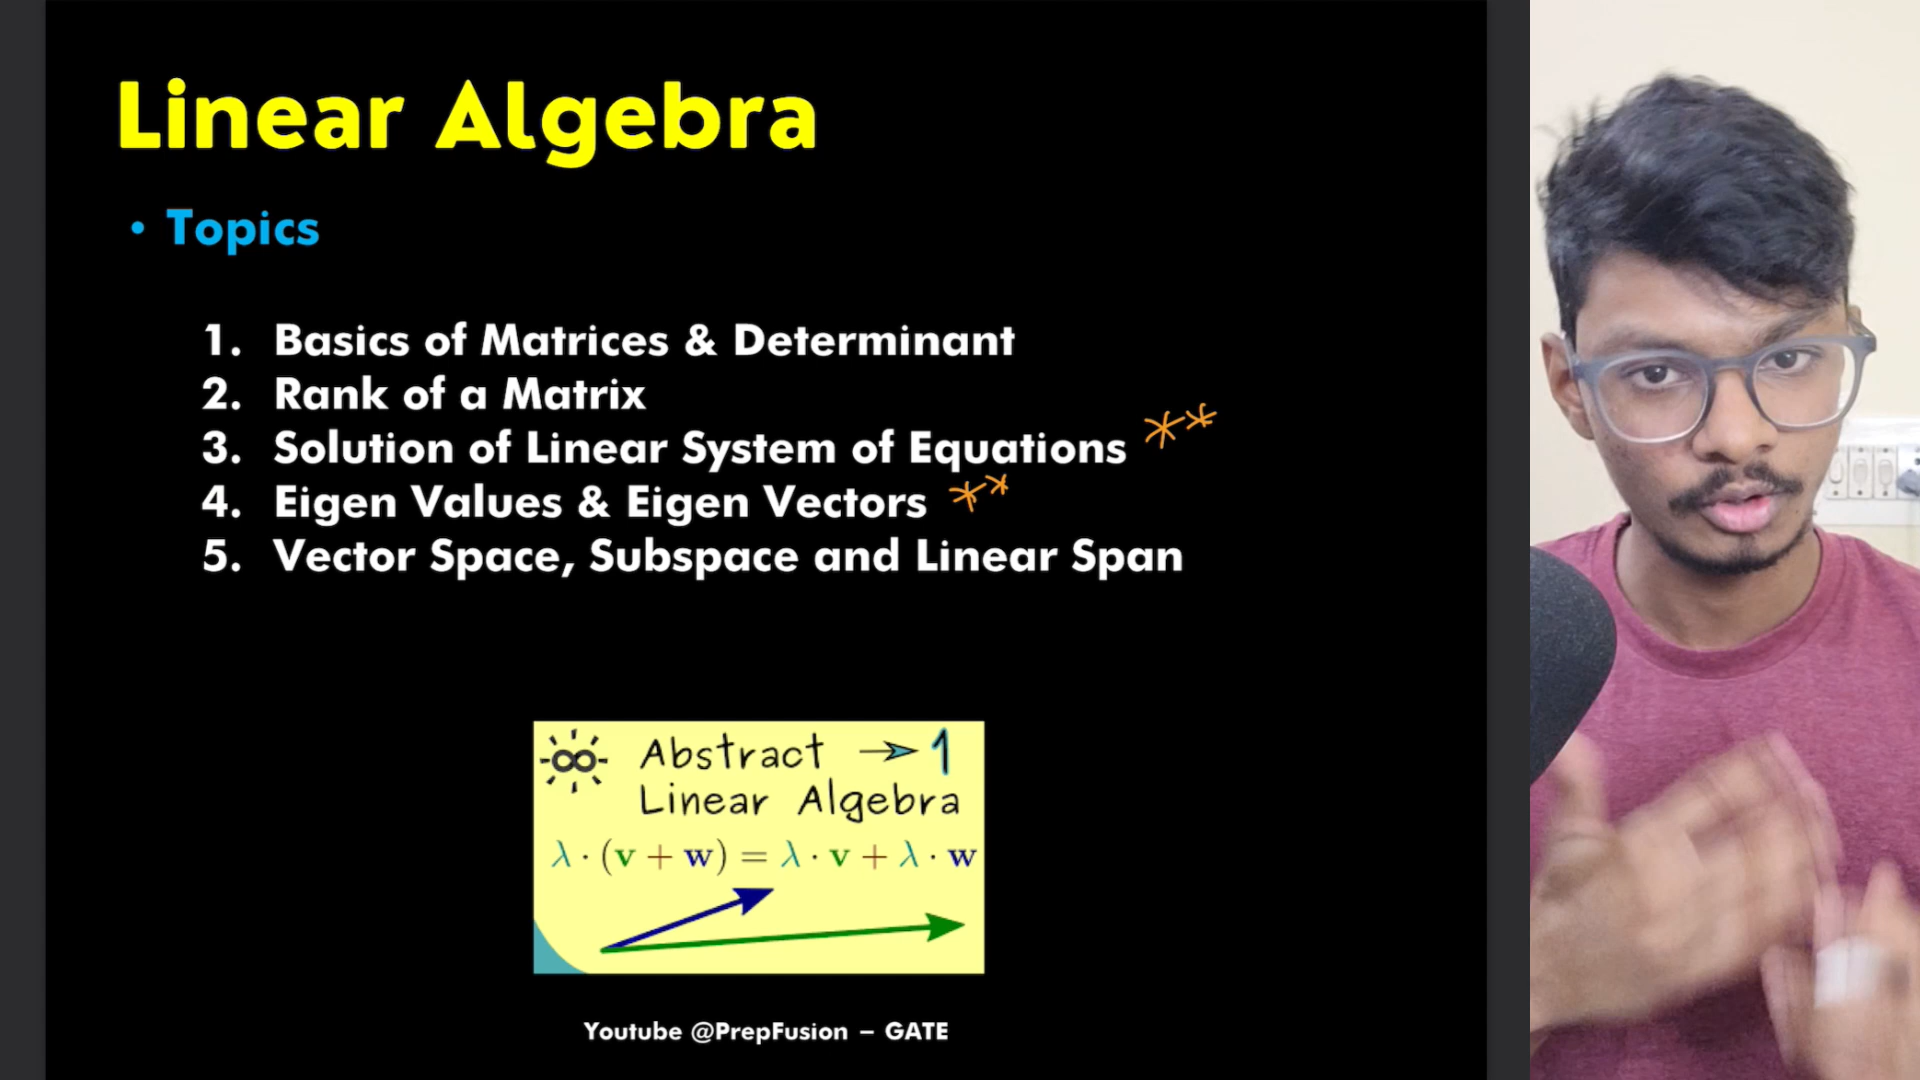 Linear Algebra
• Topics
1. Basics of Matrices & Determinant
2. Rank of a Matrix
3. Solution of Linear System of Equations **
4. Eigen Values & Eigen Vectors **
5. Vector Space, Subspace and Linear Span
∞ Abstract → 1
Linear Algebra
λ · (v + w) = λ · v + λ · w
Youtube @PrepFusion – GATE